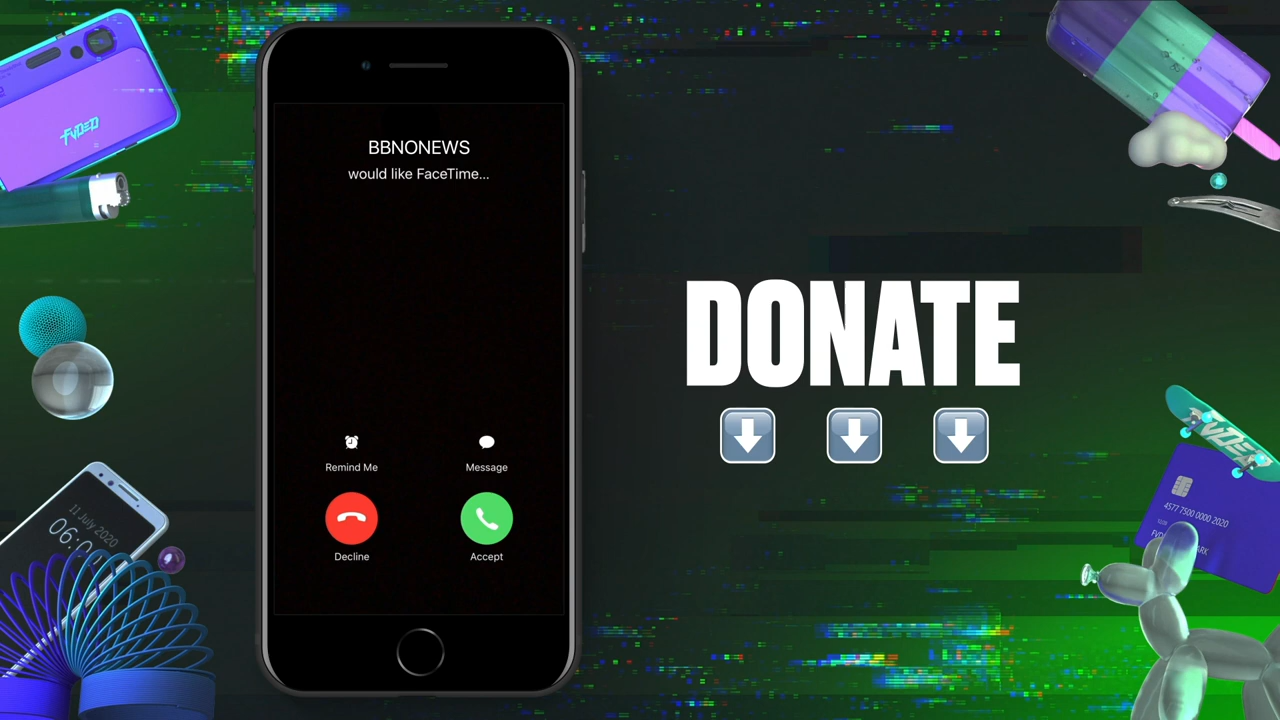 FVDED
BBNONEWS
would like FaceTime...
DONATE
Remind Me
Message
Decline
Accept
11 July 2020
06:0
FVDED
4577 7500 0000 2020